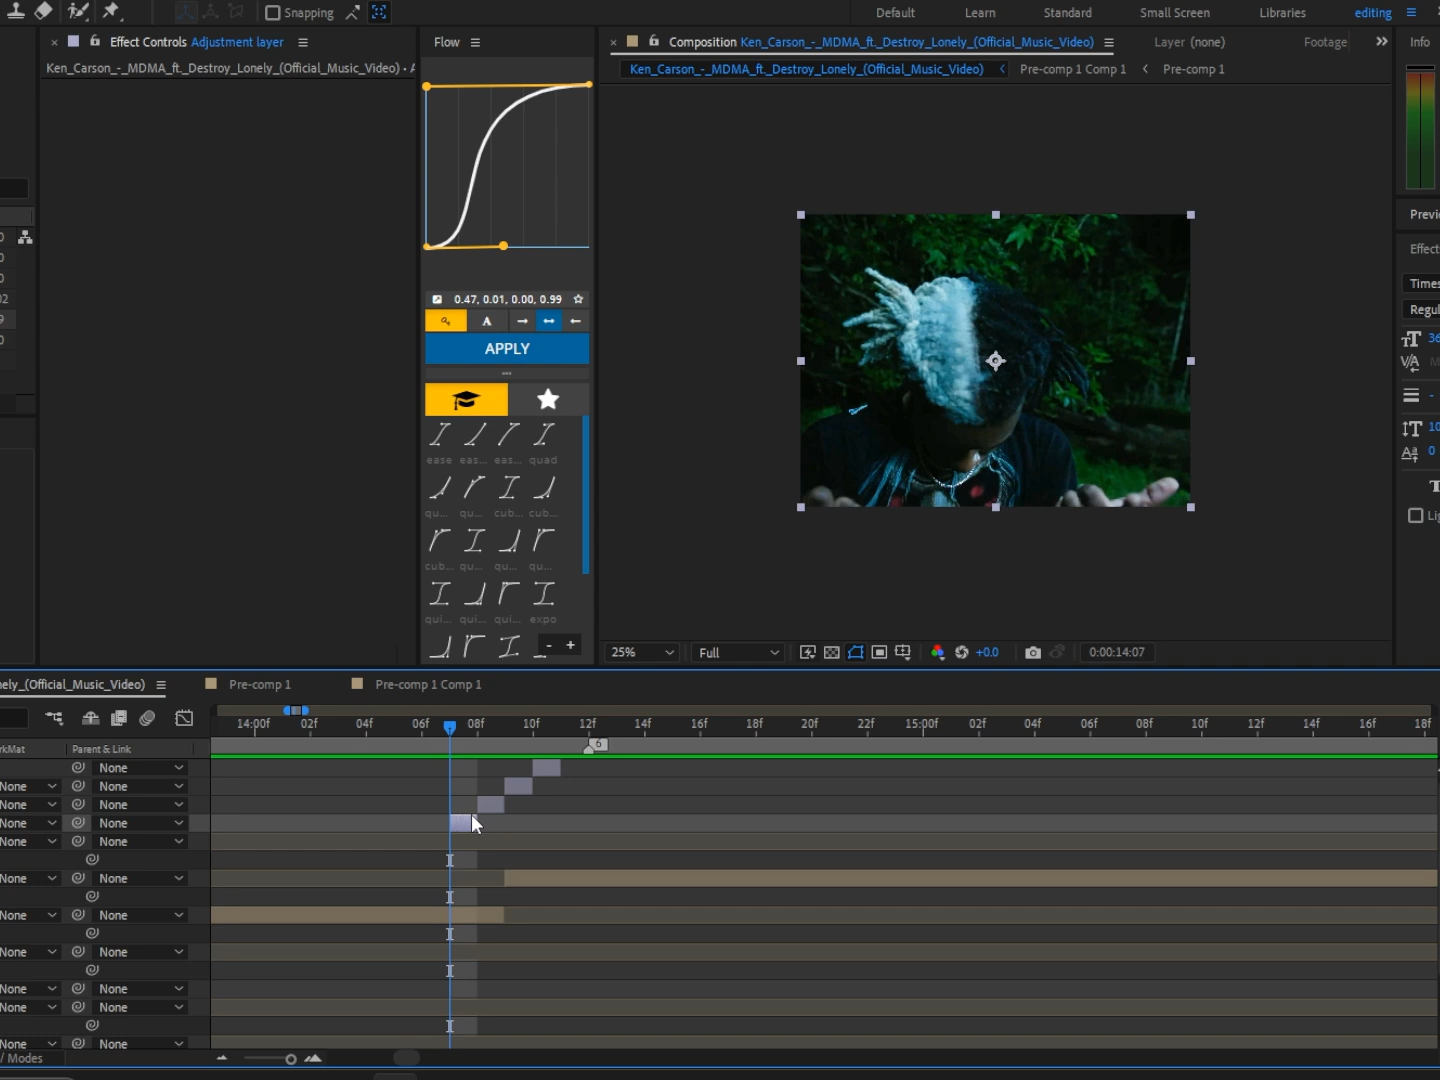 Snapping
Default Learn Standard Small Screen Libraries editing
× Effect Controls Adjustment layer
Flow
× Composition Ken_Carson_-_MDMA_ft._Destroy_Lonely_(Official_Music_Video)
Layer (none)
Footage
Info
Ken_Carson_-_MDMA_ft._Destroy_Lonely_(Official_Music_Video) • A
Ken_Carson_-_MDMA_ft._Destroy_Lonely_(Official_Music_Video) < Pre-comp 1 Comp 1 < Pre-comp 1
Previ
Effect
Times
Regul
36
10
0
Lig
0.47, 0.01, 0.00, 0.99
A
APPLY
ease eas... eas... quad
qu... qu... cub... cub...
cub... qu... qu... qu...
qui... qui... qui... expo
- +
25% Full +0.0 0:00:14:07
nely_(Official_Music_Video) Pre-comp 1 Pre-comp 1 Comp 1
14:00f 02f 04f 06f 08f 10f 12f 14f 16f 18f 20f 22f 15:00f 02f 04f 06f 08f 10f 12f 14f 16f 18f
rkMat Parent & Link
6
None
None None
None None
None None
None None
None None
None None
None None
None
None None
None
/ Modes